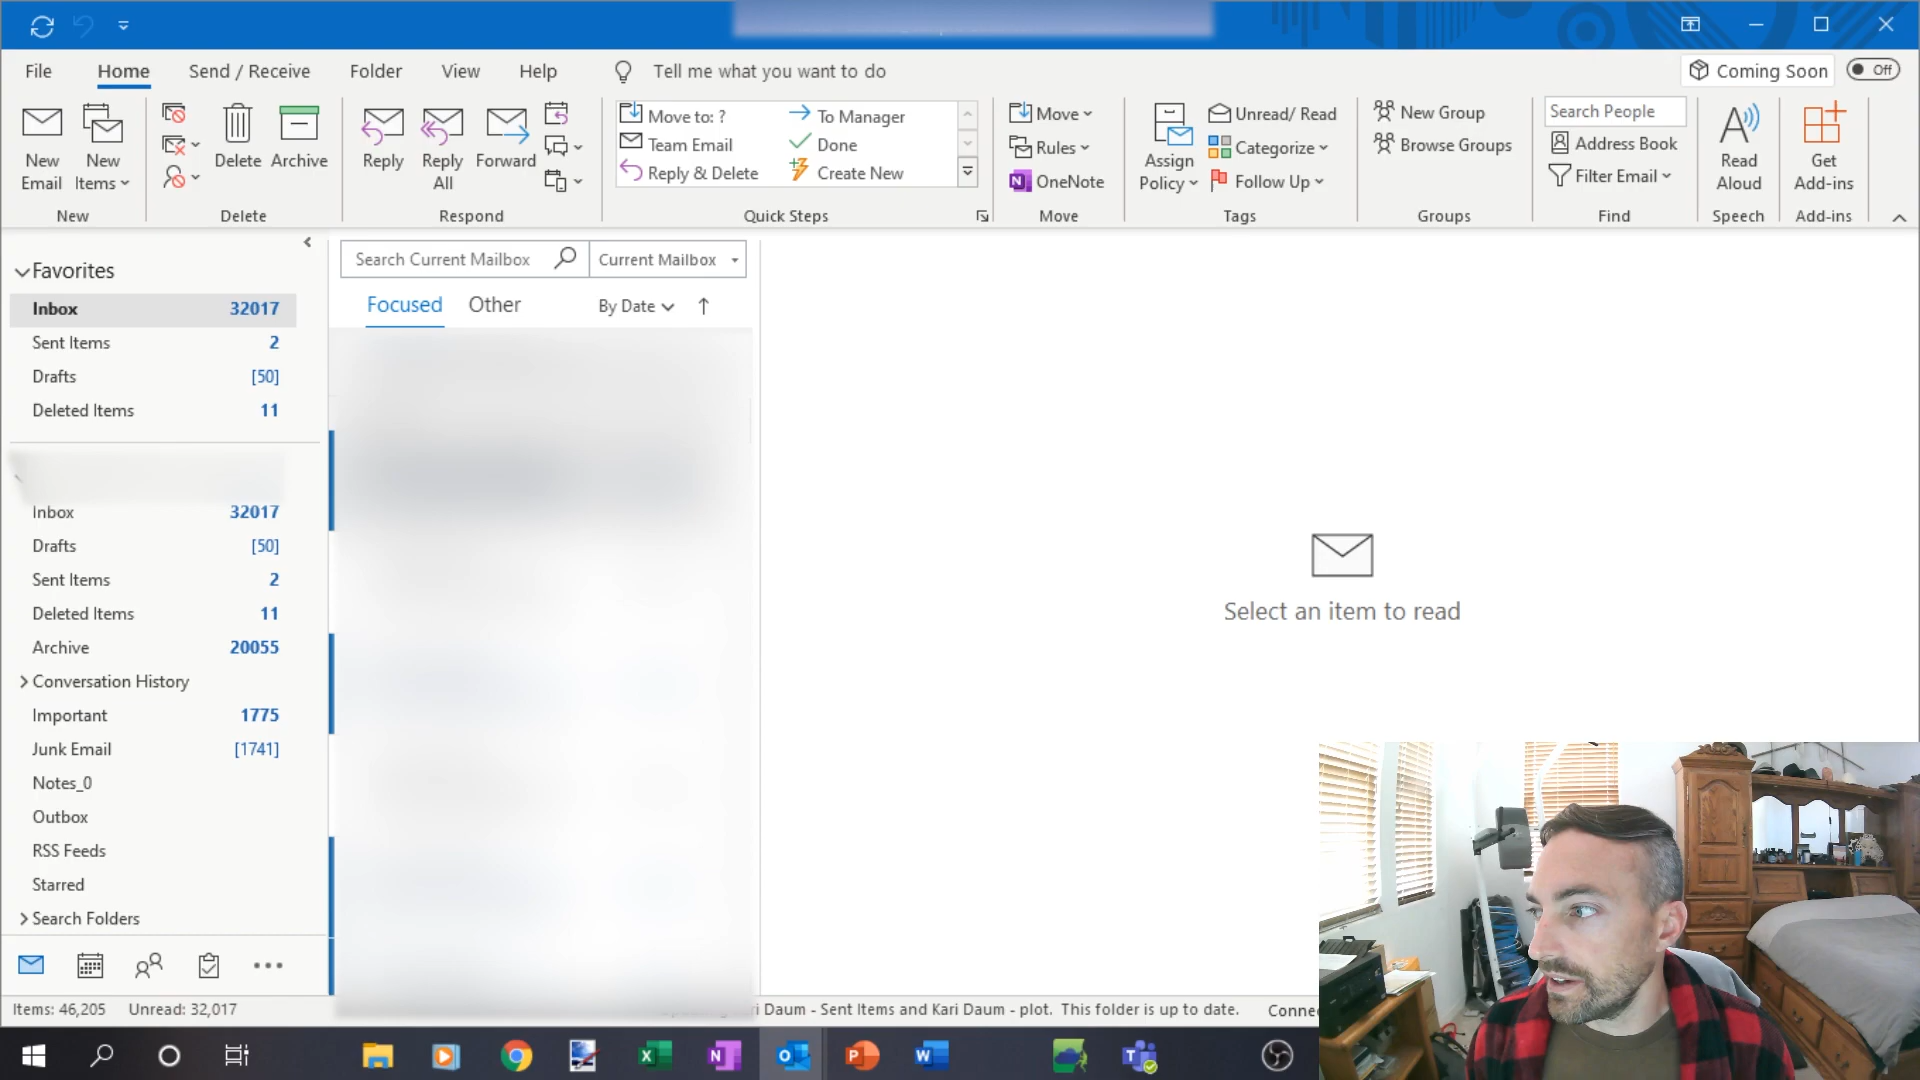 File Home Send / Receive Folder View Help Tell me what you want to do Coming Soon Off
New Email
New Items
New
Delete
Archive
Delete
Reply
Reply All
Forward
Respond
Move to: ?
Team Email
Reply & Delete
To Manager
Done
Create New
Quick Steps
Move
Rules
OneNote
Move
Assign Policy
Unread/ Read
Categorize
Follow Up
Tags
New Group
Browse Groups
Groups
Search People
Address Book
Filter Email
Find
Read Aloud
Speech
Get Add-ins
Add-ins
Favorites
Inbox 32017
Sent Items 2
Drafts [50]
Deleted Items 11
Inbox 32017
Drafts [50]
Sent Items 2
Deleted Items 11
Archive 20055
Conversation History
Important 1775
Junk Email [1741]
Notes_0
Outbox
RSS Feeds
Starred
Search Folders
Search Current Mailbox Current Mailbox
Focused Other By Date
Select an item to read
Items: 46,205 Unread: 32,017 Daum - Sent Items and Kari Daum - plot. This folder is up to date.